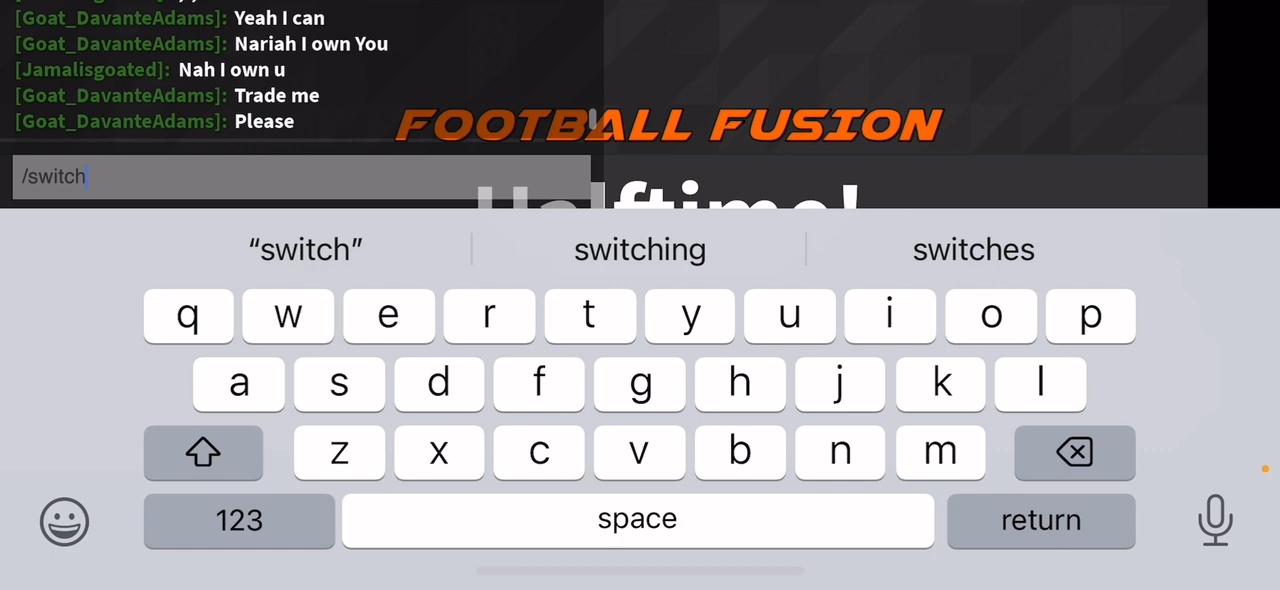 [Goat_DavanteAdams]: Yeah I can
[Goat_DavanteAdams]: Nariah I own You
[Jamalisgoated]: Nah I own u
[Goat_DavanteAdams]: Trade me
[Goat_DavanteAdams]: Please
FOOTBALL FUSION
/switch
Halftime!
“switch” switching switches
q w e r t y u i o p
a s d f g h j k l
z x c v b n m
123 space return